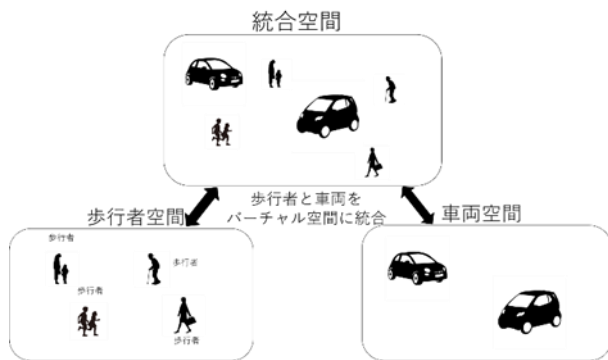 統合空間
歩行者と車両を
バーチャル空間に統合
歩行者空間
車両空間
歩行者
歩行者
歩行者
歩行者